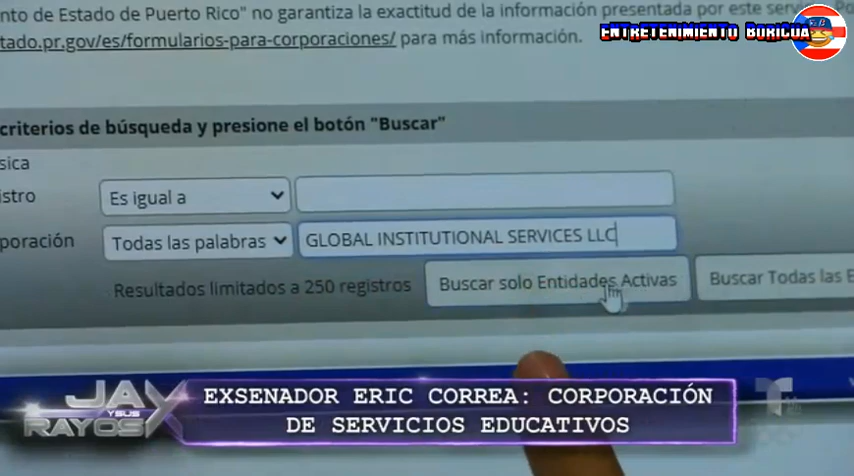 nto de Estado de Puerto Rico" no garantiza la exactitud de la información presentada por este
tado.pr.gov/es/formularios-para-corporaciones/ para más información.
ENTRETENIMIENTO BORICUA
criterios de búsqueda y presione el botón "Buscar"
sica
istro
Es igual a
poración
Todas las palabras
GLOBAL INSTITUTIONAL SERVICES LLC
Resultados limitados a 250 registros
Buscar solo Entidades Activas
Buscar Todas las E
JAY
Y SUS
RAYOS X
EXSENADOR ERIC CORREA: CORPORACIÓN
DE SERVICIOS EDUCATIVOS